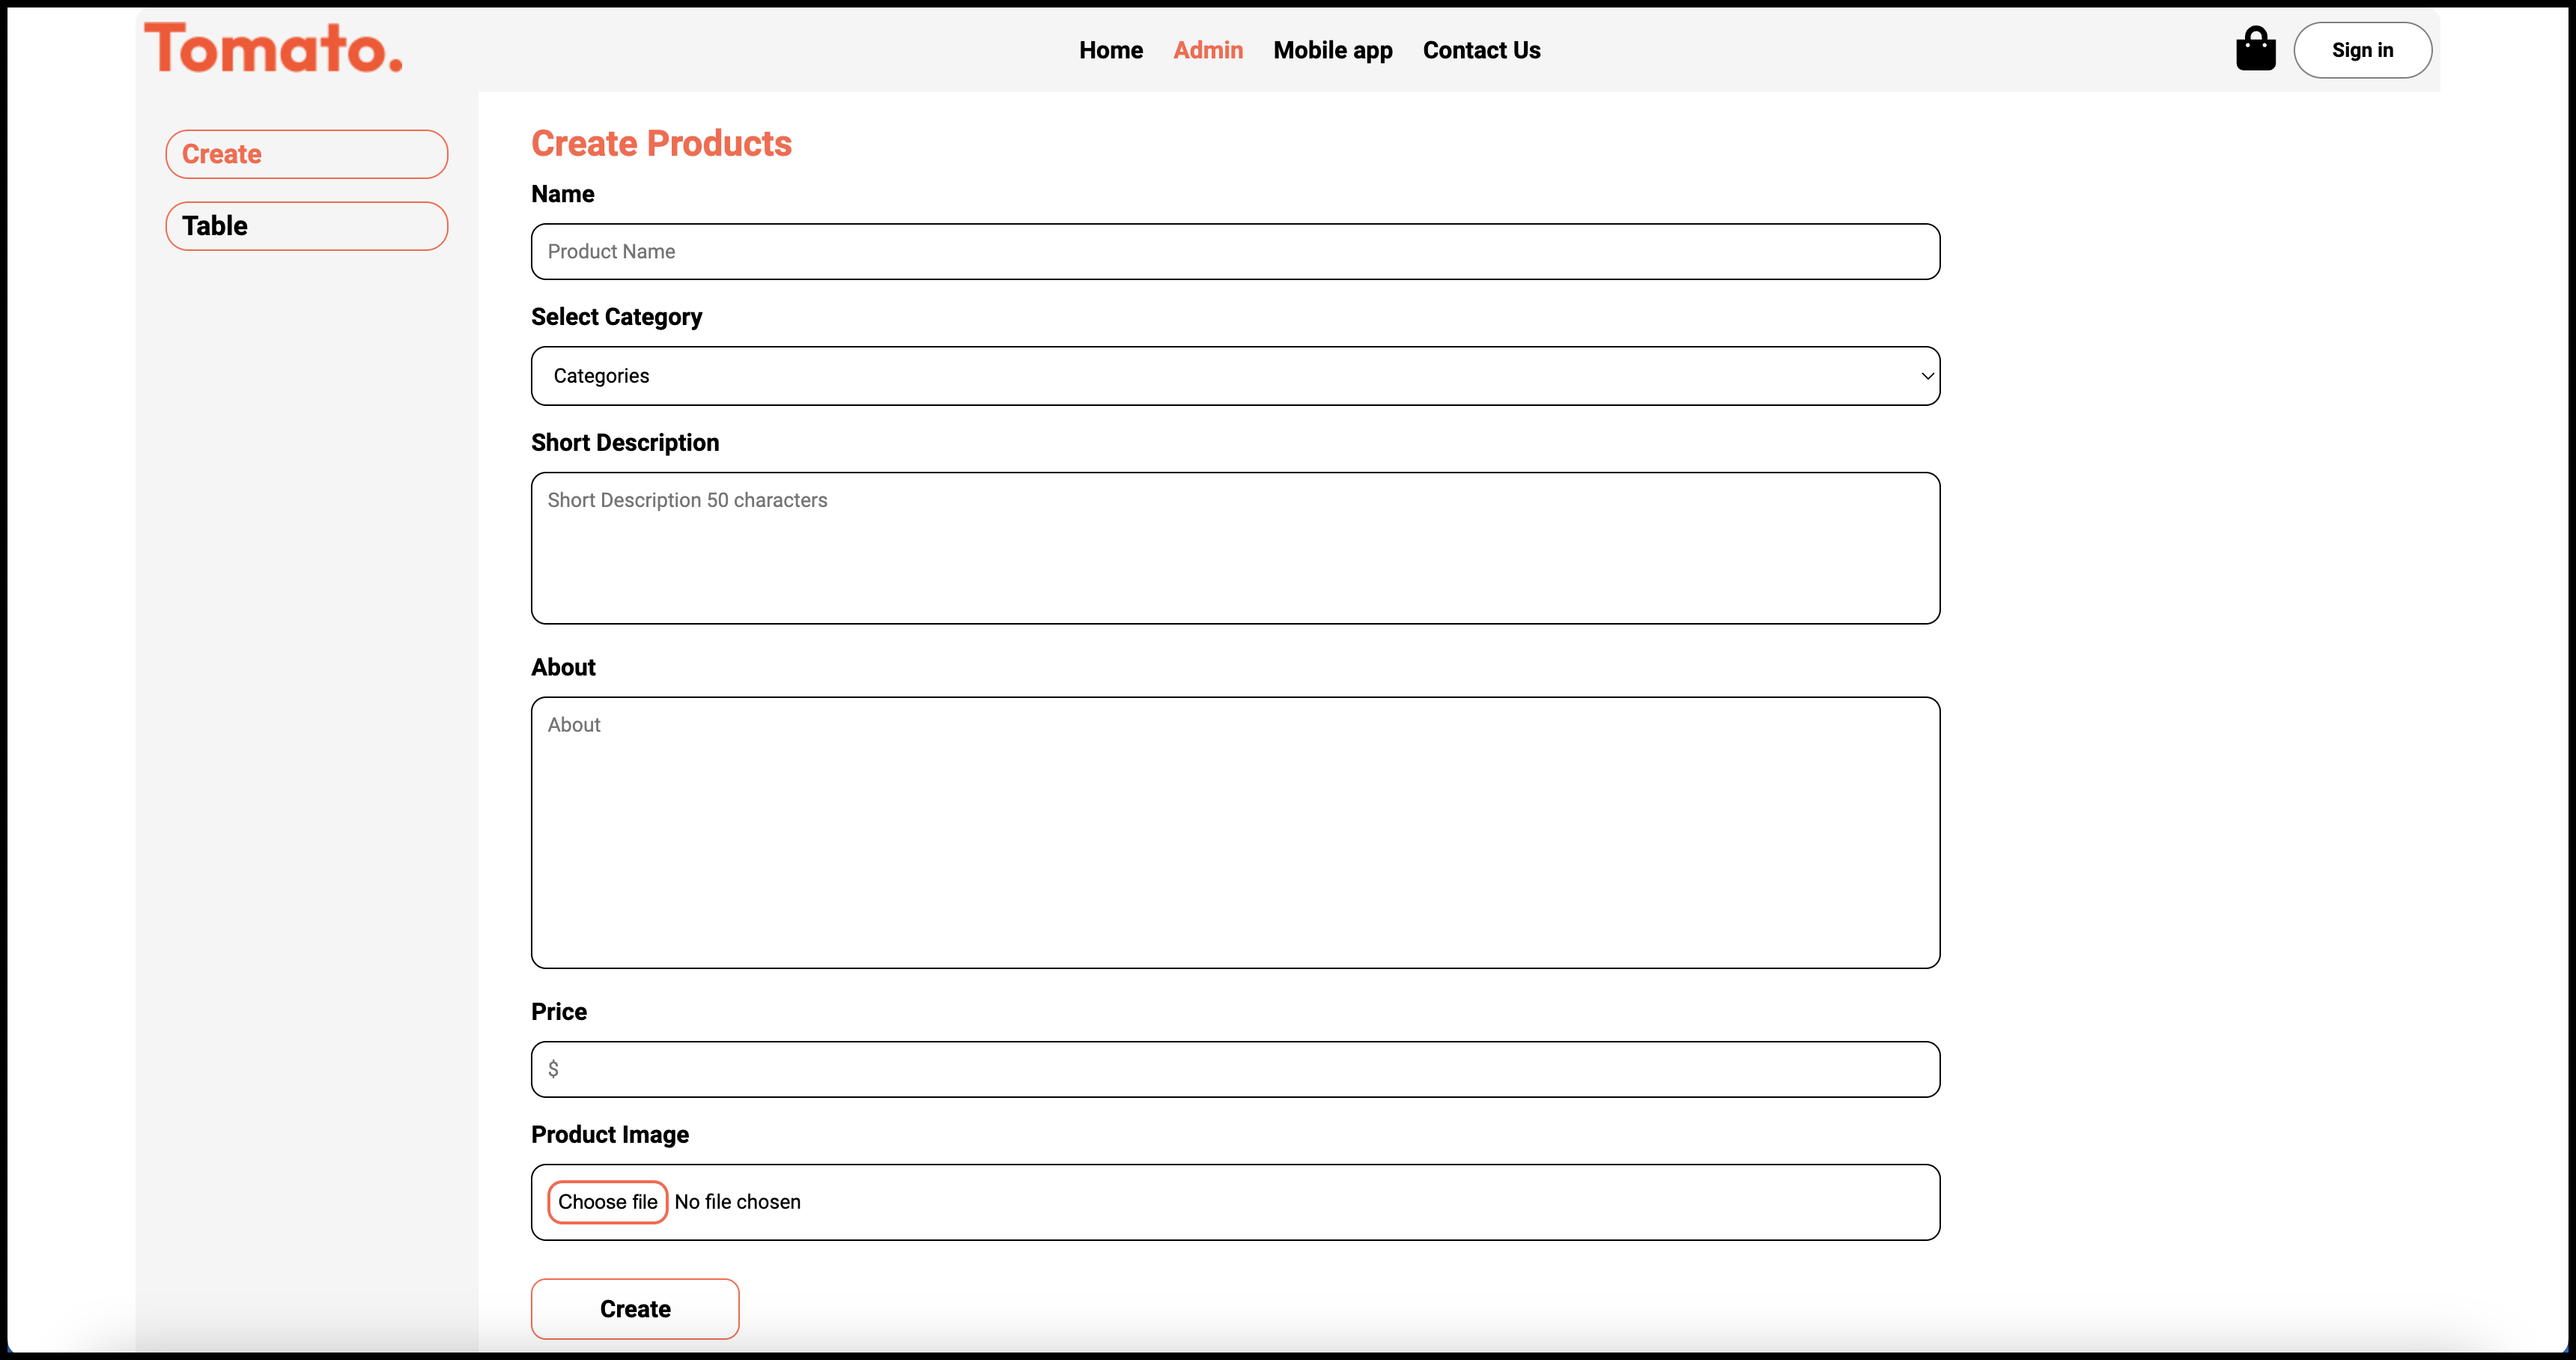 Tomato.
Home Admin Mobile app Contact Us
Sign in
Create
Table
Create Products
Name
Product Name
Select Category
Categories
Short Description
Short Description 50 characters
About
About
Price
$
Product Image
Choose file No file chosen
Create